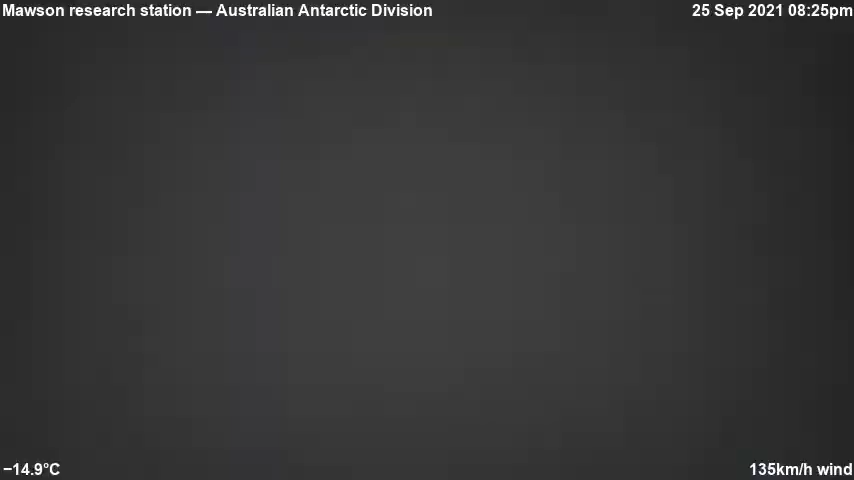 Mawson research station — Australian Antarctic Division
25 Sep 2021 08:25pm
−14.9°C
135km/h wind